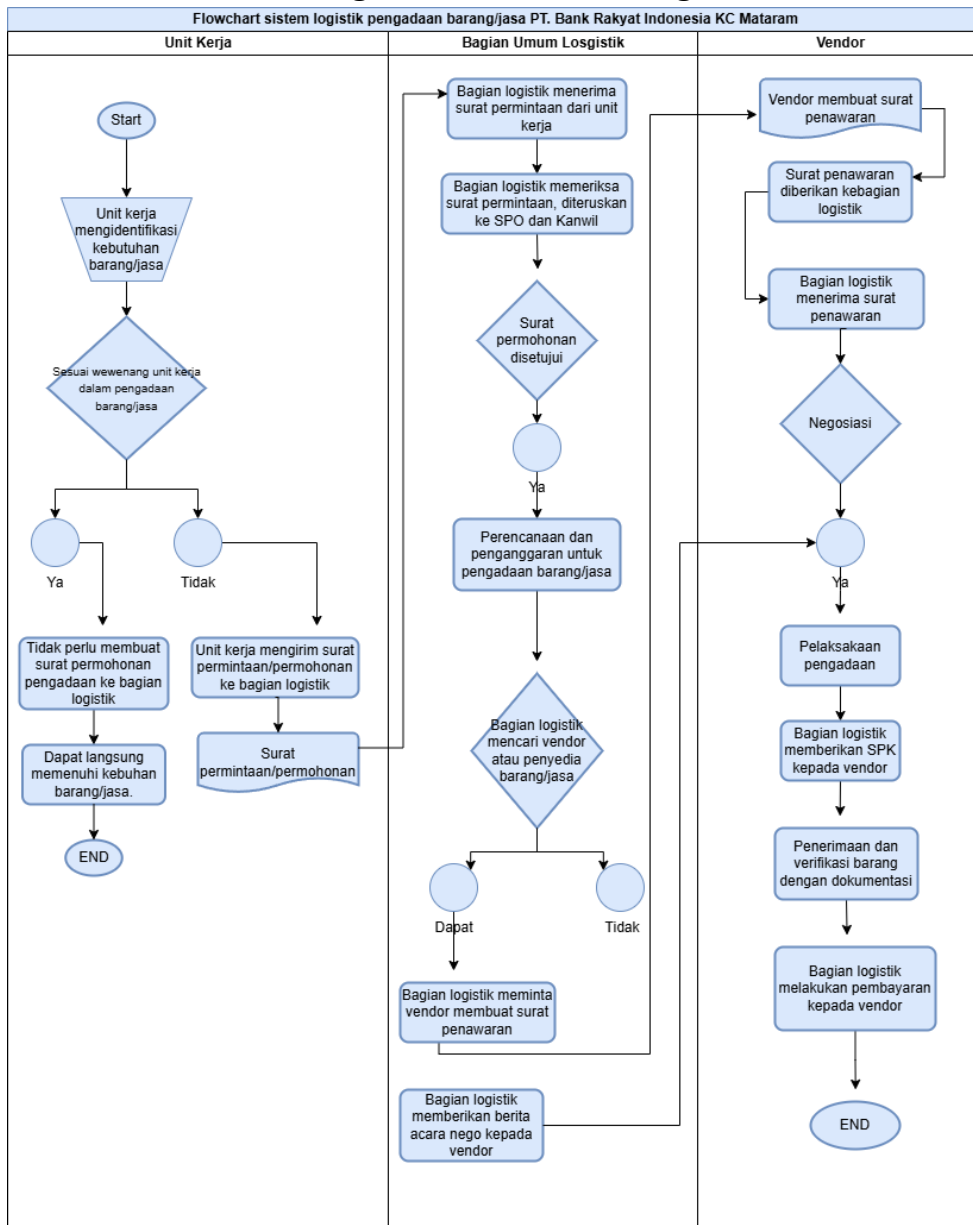 Flowchart sistem logistik pengadaan barang/jasa PT. Bank Rakyat Indonesia KC Mataram
Unit Kerja
Bagian Umum Losgistik
Vendor
Start
Unit kerja
mengidentifikasi
kebutuhan
barang/jasa
Sesuai wewenang unit kerja
dalam pengadaan
barang/jasa
Ya
Tidak
Tidak perlu membuat
surat permohonan
pengadaan ke bagian
logistik
Dapat langsung
memenuhi kebuhan
barang/jasa.
END
Unit kerja mengirim surat
permintaan/permohonan
ke bagian logistik
Surat
permintaan/permohonan
Bagian logistik menerima
surat permintaan dari unit
kerja
Bagian logistik memeriksa
surat permintaan, diteruskan
ke SPO dan Kanwil
Surat
permohonan
disetujui
Ya
Perencanaan dan
penganggaran untuk
pengadaan barang/jasa
Bagian logistik
mencari vendor
atau penyedia
barang/jasa
Dapat
Tidak
Bagian logistik meminta
vendor membuat surat
penawaran
Bagian logistik
memberikan berita
acara nego kepada
vendor
Vendor membuat surat
penawaran
Surat penawaran
diberikan kebagian
logistik
Bagian logistik
menerima surat
penawaran
Negosiasi
Ya
Pelaksakaan
pengadaan
Bagian logistik
memberikan SPK
kepada vendor
Penerimaan dan
verifikasi barang
dengan dokumentasi
Bagian logistik
melakukan pembayaran
kepada vendor
END